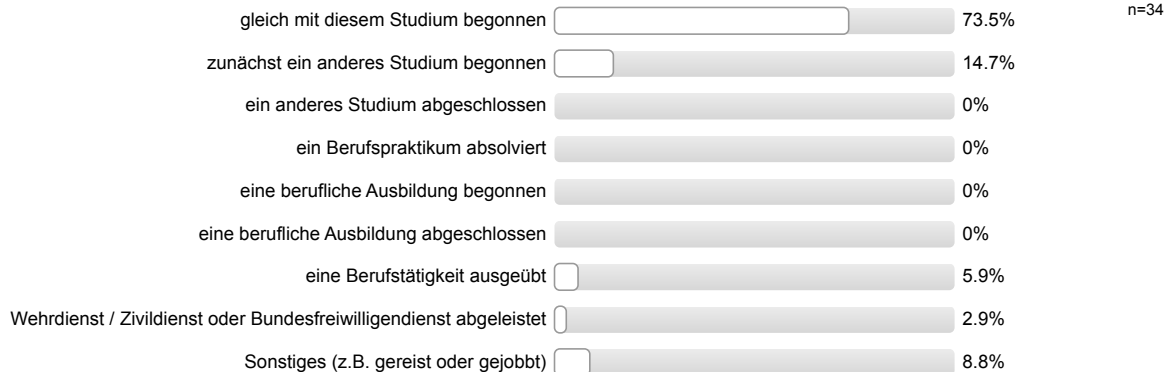 gleich mit diesem Studium begonnen 73.5% n=34
zunächst ein anderes Studium begonnen 14.7%
ein anderes Studium abgeschlossen 0%
ein Berufspraktikum absolviert 0%
eine berufliche Ausbildung begonnen 0%
eine berufliche Ausbildung abgeschlossen 0%
eine Berufstätigkeit ausgeübt 5.9%
Wehrdienst / Zivildienst oder Bundesfreiwilligendienst abgeleistet 2.9%
Sonstiges (z.B. gereist oder gejobbt) 8.8%